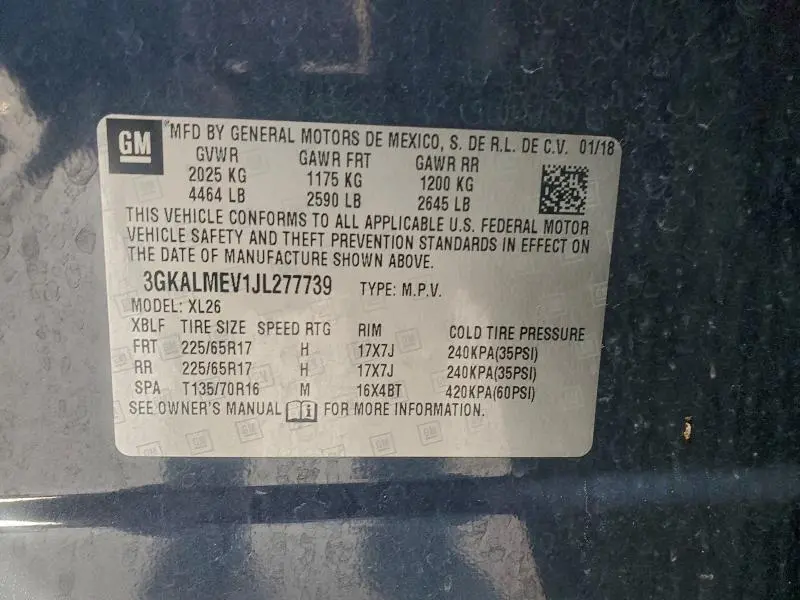 GM MFD BY GENERAL MOTORS DE MEXICO, S. DE R.L. DE C.V. 01/18
GVWR GAWR FRT GAWR RR
2025 KG 1175 KG 1200 KG
4464 LB 2590 LB 2645 LB
THIS VEHICLE CONFORMS TO ALL APPLICABLE U.S. FEDERAL MOTOR
VEHICLE SAFETY AND THEFT PREVENTION STANDARDS IN EFFECT ON
THE DATE OF MANUFACTURE SHOWN ABOVE.
3GKALMEV1JL277739 TYPE: M.P.V.
MODEL: XL26
XBLF TIRE SIZE SPEED RTG RIM COLD TIRE PRESSURE
FRT 225/65R17 H 17X7J 240KPA(35PSI)
RR 225/65R17 H 17X7J 240KPA(35PSI)
SPA T135/70R16 M 16X4BT 420KPA(60PSI)
SEE OWNER'S MANUAL FOR MORE INFORMATION.